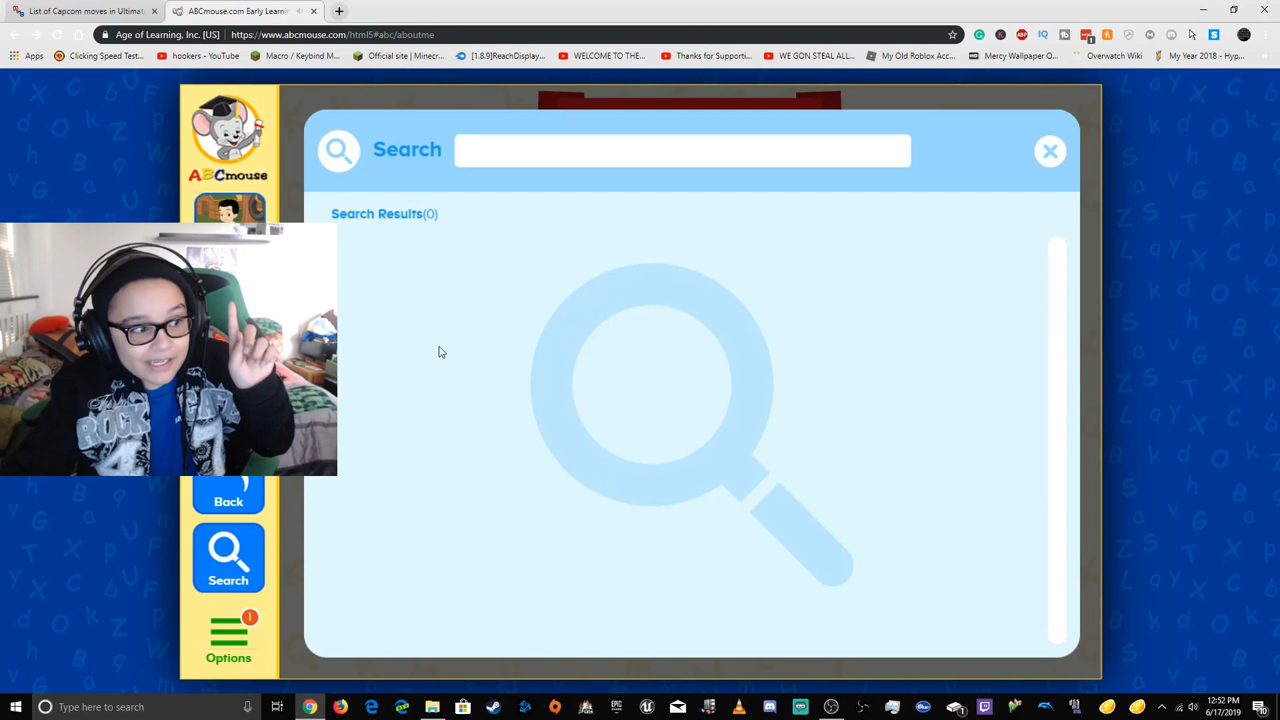 List of Capcom moves in Ultimat
ABCmouse.com Early Learnin
Age of Learning, Inc. [US]
https://www.abcmouse.com/html5#abc/aboutme
Clicking Speed Test...
hookers - YouTube
Macro / Keybind M...
Official site | Minecr...
[1.8.9]ReachDisplay...
WELCOME TO THE...
Thanks for Supporti...
WE GON STEAL ALL...
My Old Roblox Acc...
Mercy Wallpaper O...
Overwatch Wiki
My Year 2018 - Hyp...
ABCmouse
Search
Search Results(0)
ROCK
Back
Search
1
Options
Type here to search
12:52 PM
6/17/2019